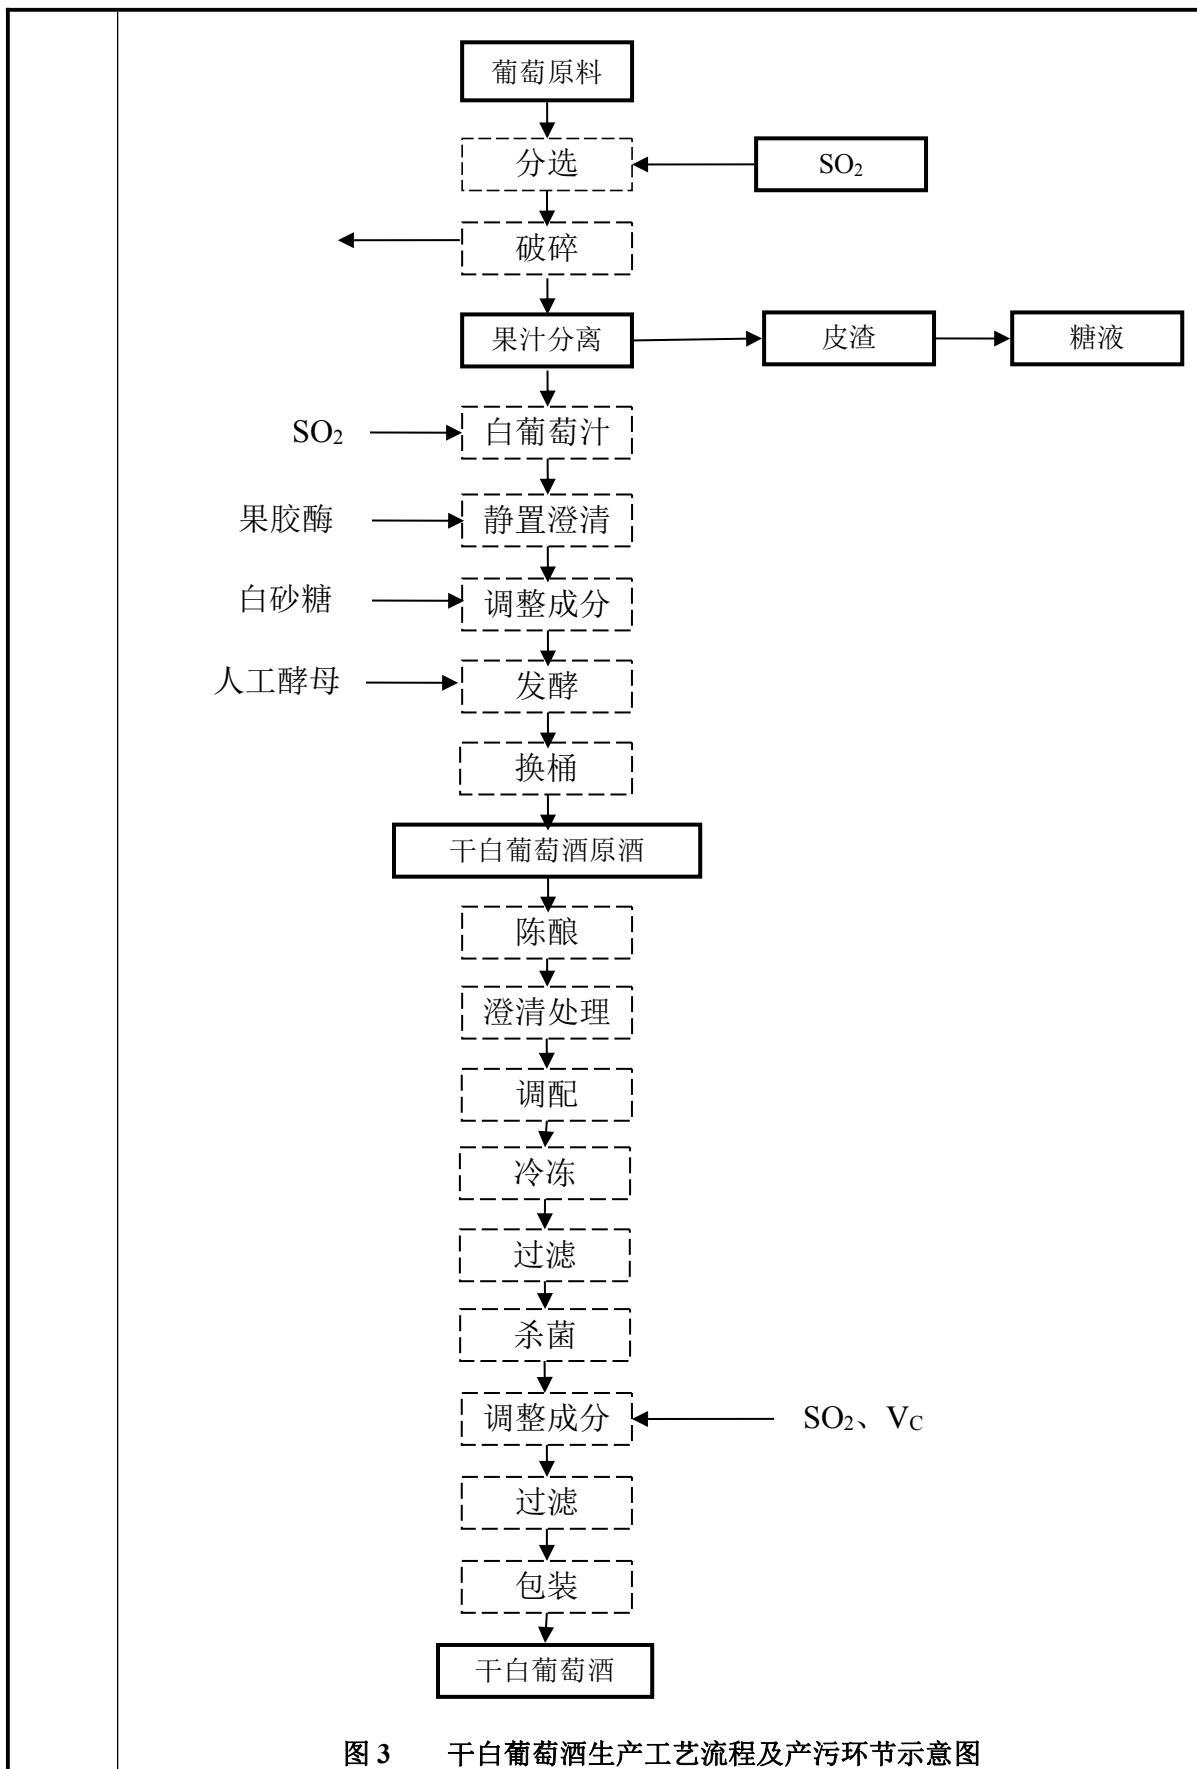 葡萄原料
分选
SO₂
破碎
果汁分离
皮渣
糖液
SO₂
白葡萄汁
果胶酶
静置澄清
白砂糖
调整成分
人工酵母
发酵
换桶
干白葡萄酒原酒
陈酿
澄清处理
调配
冷冻
过滤
杀菌
调整成分
SO₂、V_C
过滤
包装
干白葡萄酒
图 3 干白葡萄酒生产工艺流程及产污环节示意图